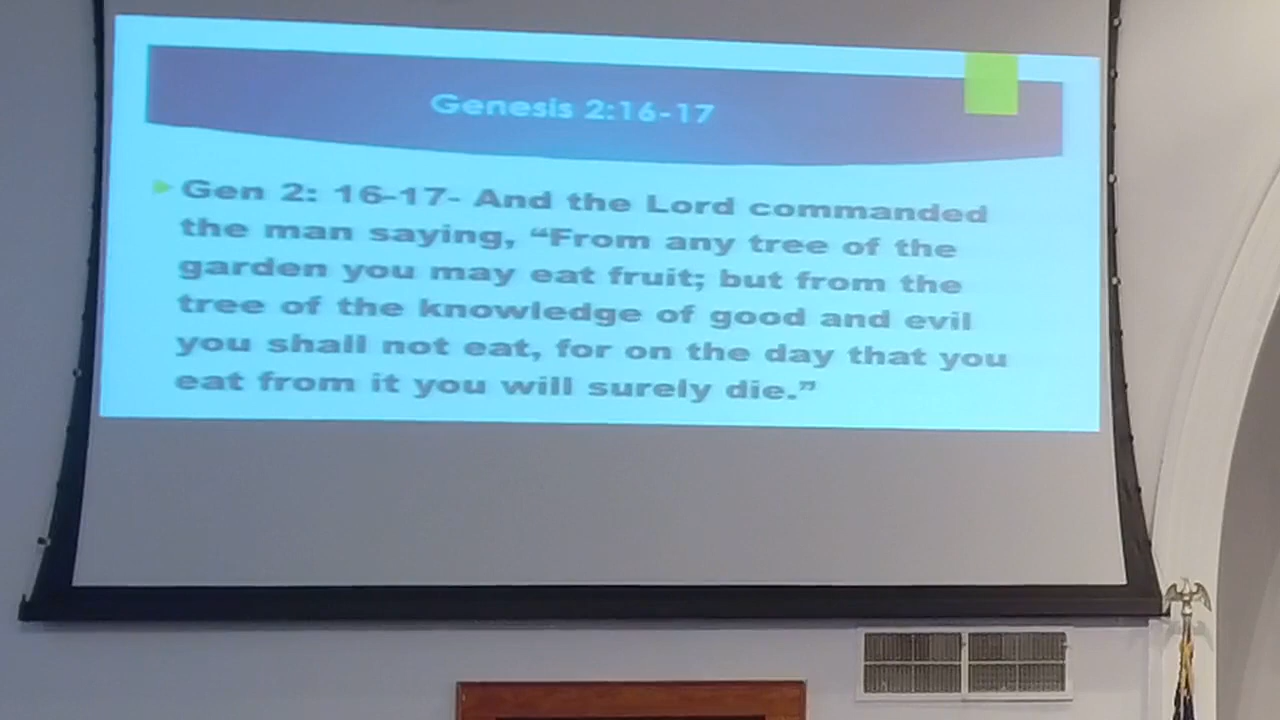 Genesis 2:16-17
Gen 2: 16-17- And the Lord commanded
the man saying, “From any tree of the
garden you may eat fruit; but from the
tree of the knowledge of good and evil
you shall not eat, for on the day that you
eat from it you will surely die.”